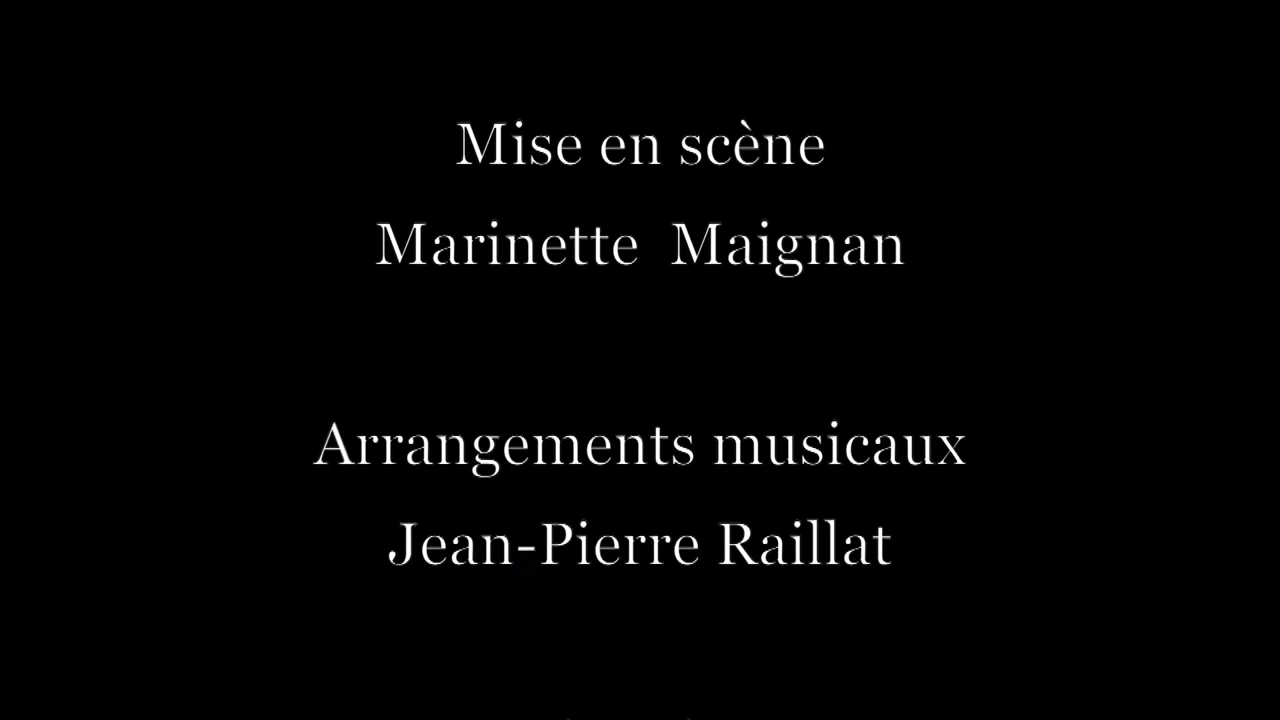 Mise en scène
Marinette  Maignan
Arrangements musicaux
Jean-Pierre Raillat